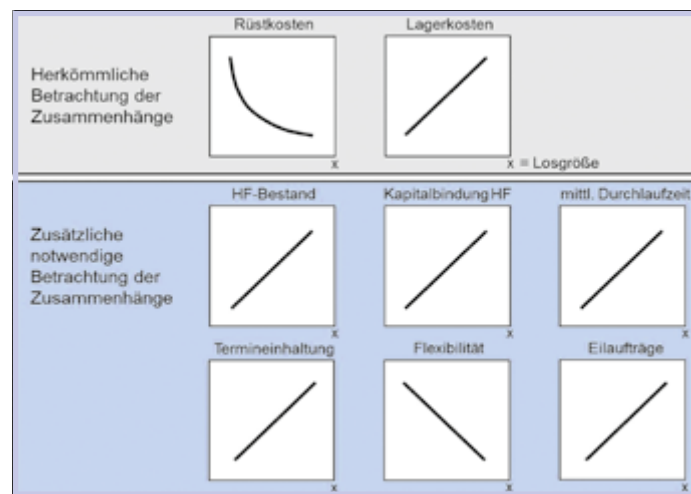 Rüstkosten
Lagerkosten
Herkömmliche
Betrachtung der
Zusammenhänge
x
x = Losgröße
HF-Bestand
Kapitalbindung HF
mittl. Durchlaufzeit
Zusätzliche
notwendige
Betrachtung der
Zusammenhänge
x
x
x
Termineinhaltung
Flexibilität
Eilaufträge
x
x
x